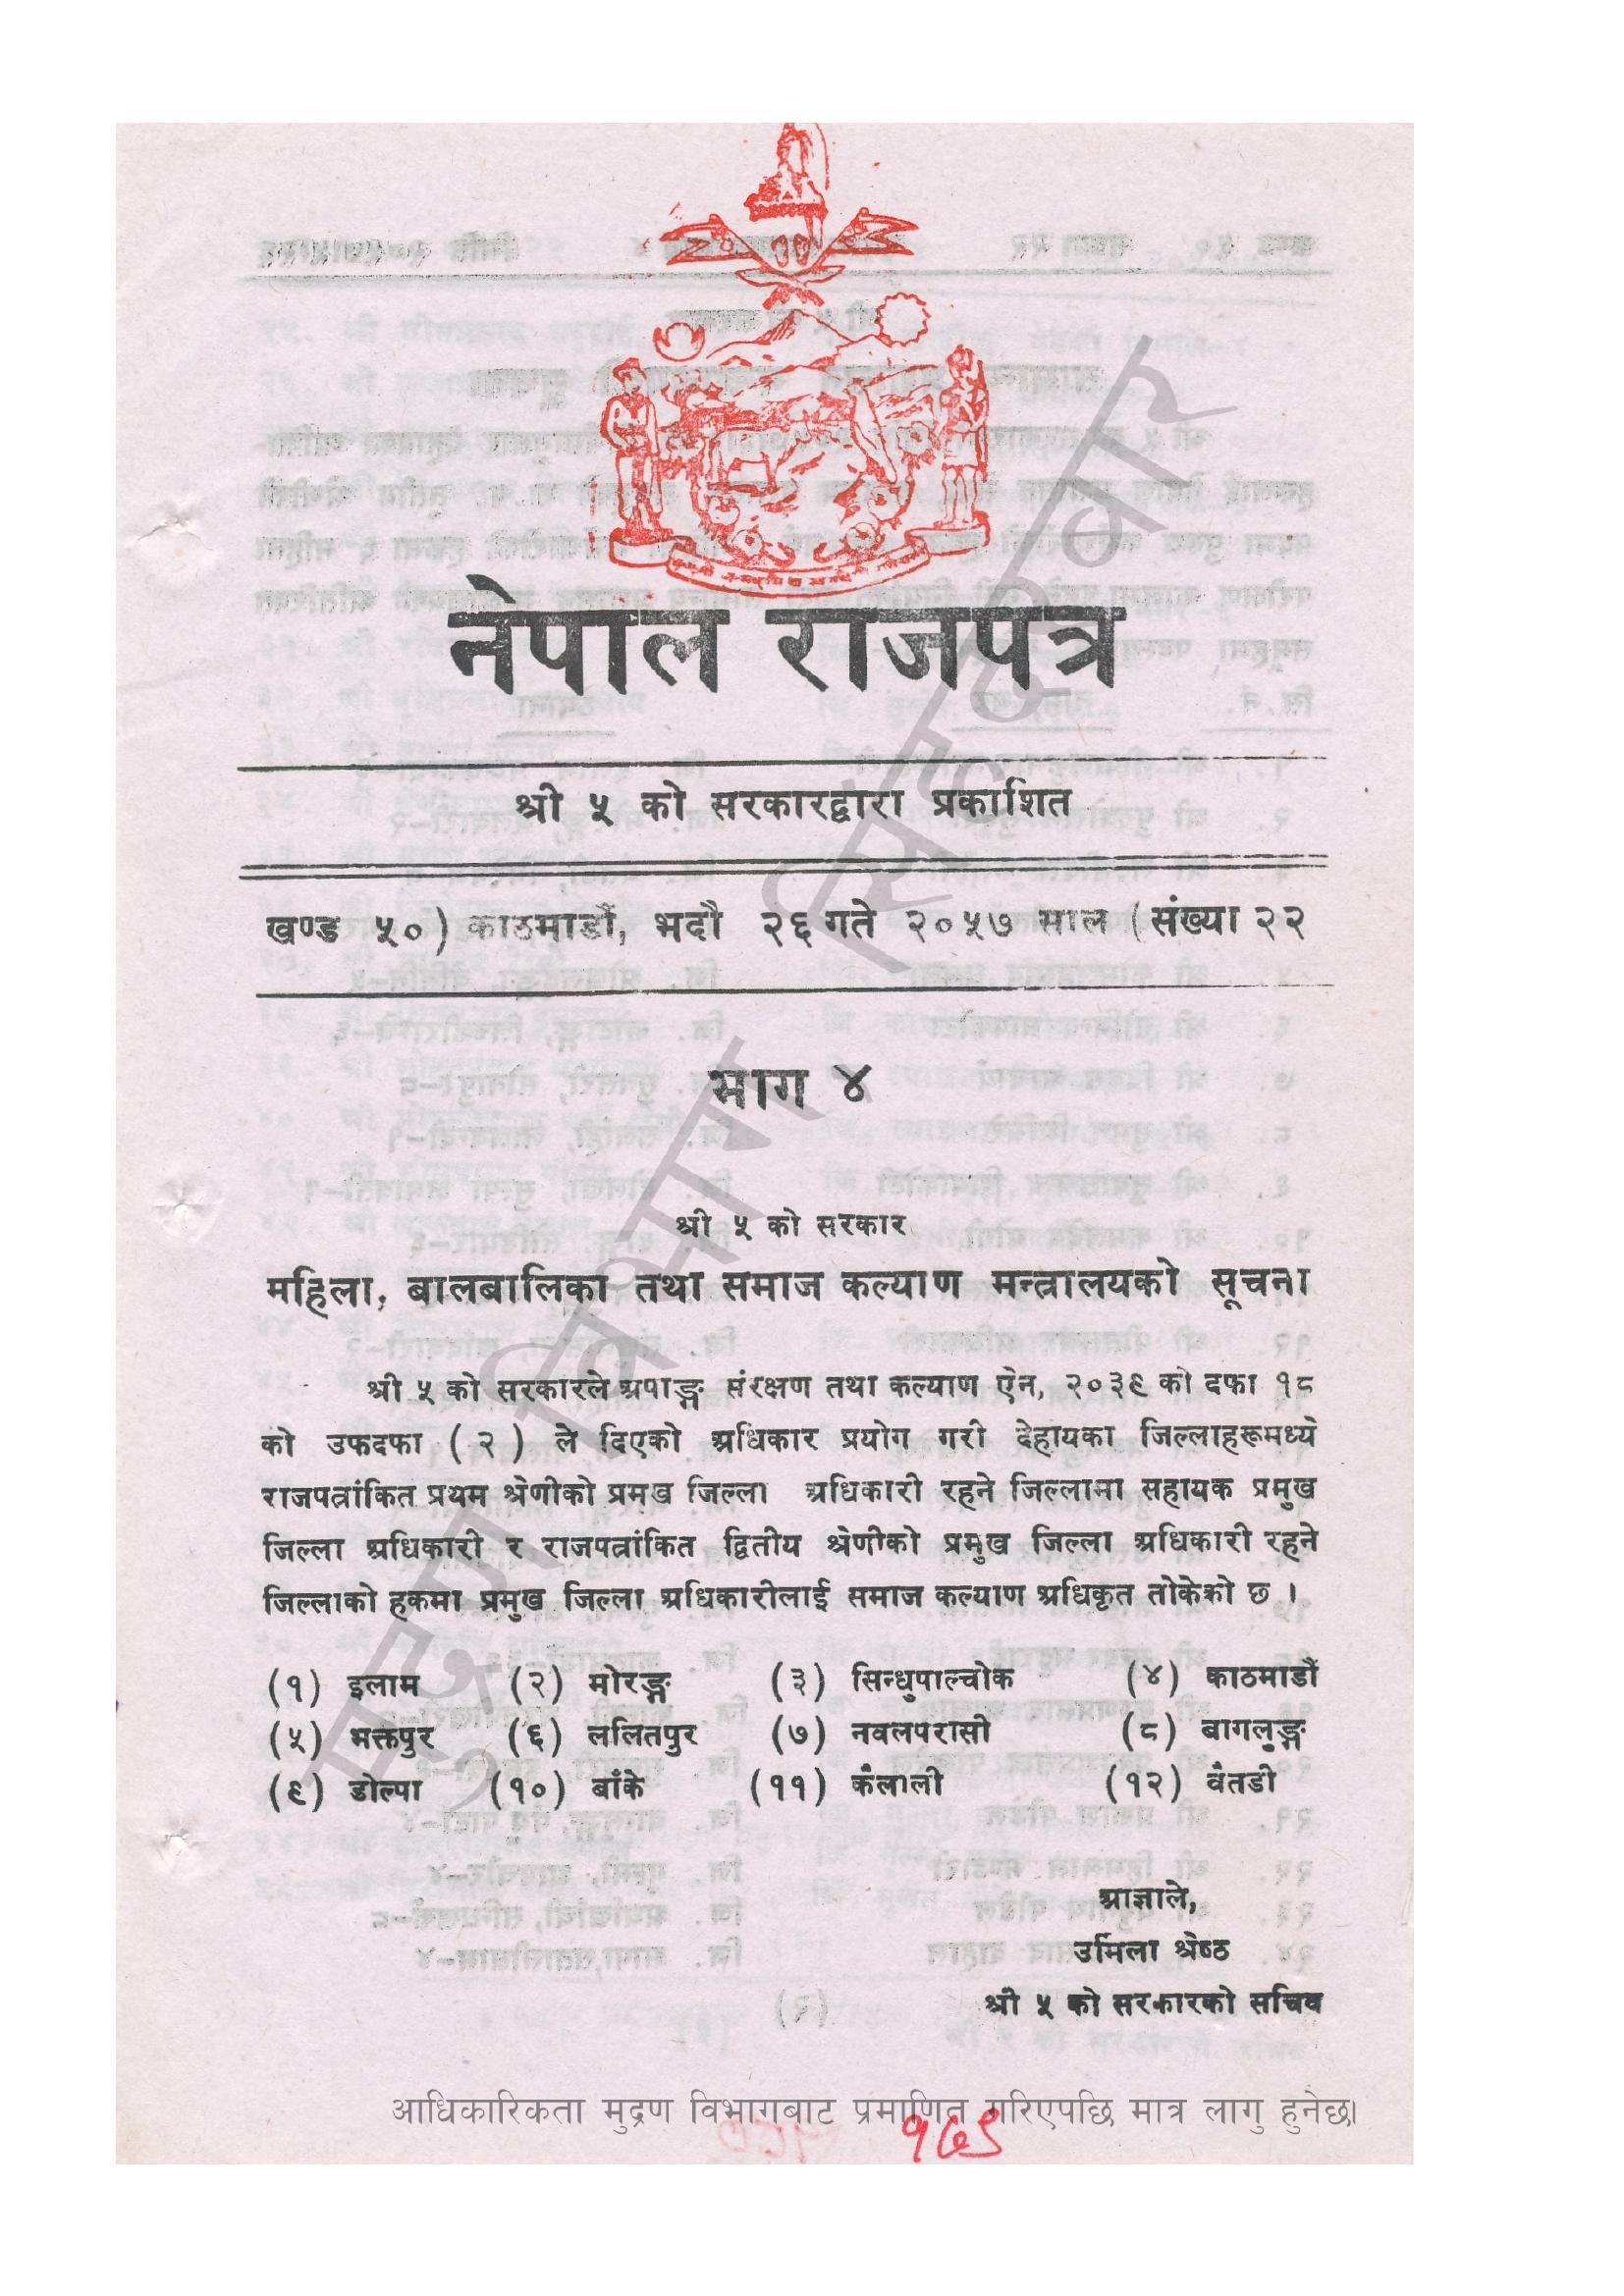 नेपाल राजपत्र
श्री ५ को सरकारद्वारा प्रकाशित
खण्ड ५०) काठमाडौं, भदौ २६ गते २०५७ साल (संख्या २२
भाग ४
श्री ५ को सरकार
महिला, बालबालिका तथा समाज कल्याण मन्त्रालयको सूचना
श्री ५ को सरकारले अपाङ्ग संरक्षण तथा कल्याण ऐन, २०३९ को दफा १८
को उफदफा (२) ले दिएको अधिकार प्रयोग गरी देहायका जिल्लाहरूमध्ये
राजपत्रांकित प्रथम श्रेणीको प्रमख जिल्ला अधिकारी रहने जिल्लामा सहायक प्रमुख
जिल्ला अधिकारी र राजपत्रांकित द्वितीय श्रेणीको प्रमुख जिल्ला अधिकारी रहने
जिल्लाको हकमा प्रमुख जिल्ला अधिकारीलाई समाज कल्याण अधिकृत तोकेको छ ।
(१) इलाम (२) मोरङ्ग (३) सिन्धुपाल्चोक (४) काठमाडौं
(५) भक्तपुर (६) ललितपुर (७) नवलपरासी (८) बागलुङ्ग
(९) डोल्पा (१०) बाँके (११) कैलाली (१२) बैतडी
आज्ञाले,
उर्मिला श्रेष्ठ
श्री ५ को सरकारको सचिव
मुद्रण विभाग, सिंहदरबार
आधिकारिकता मुद्रण विभागबाट प्रमाणित गरिएपछि मात्र लागु हुनेछ।
१७९